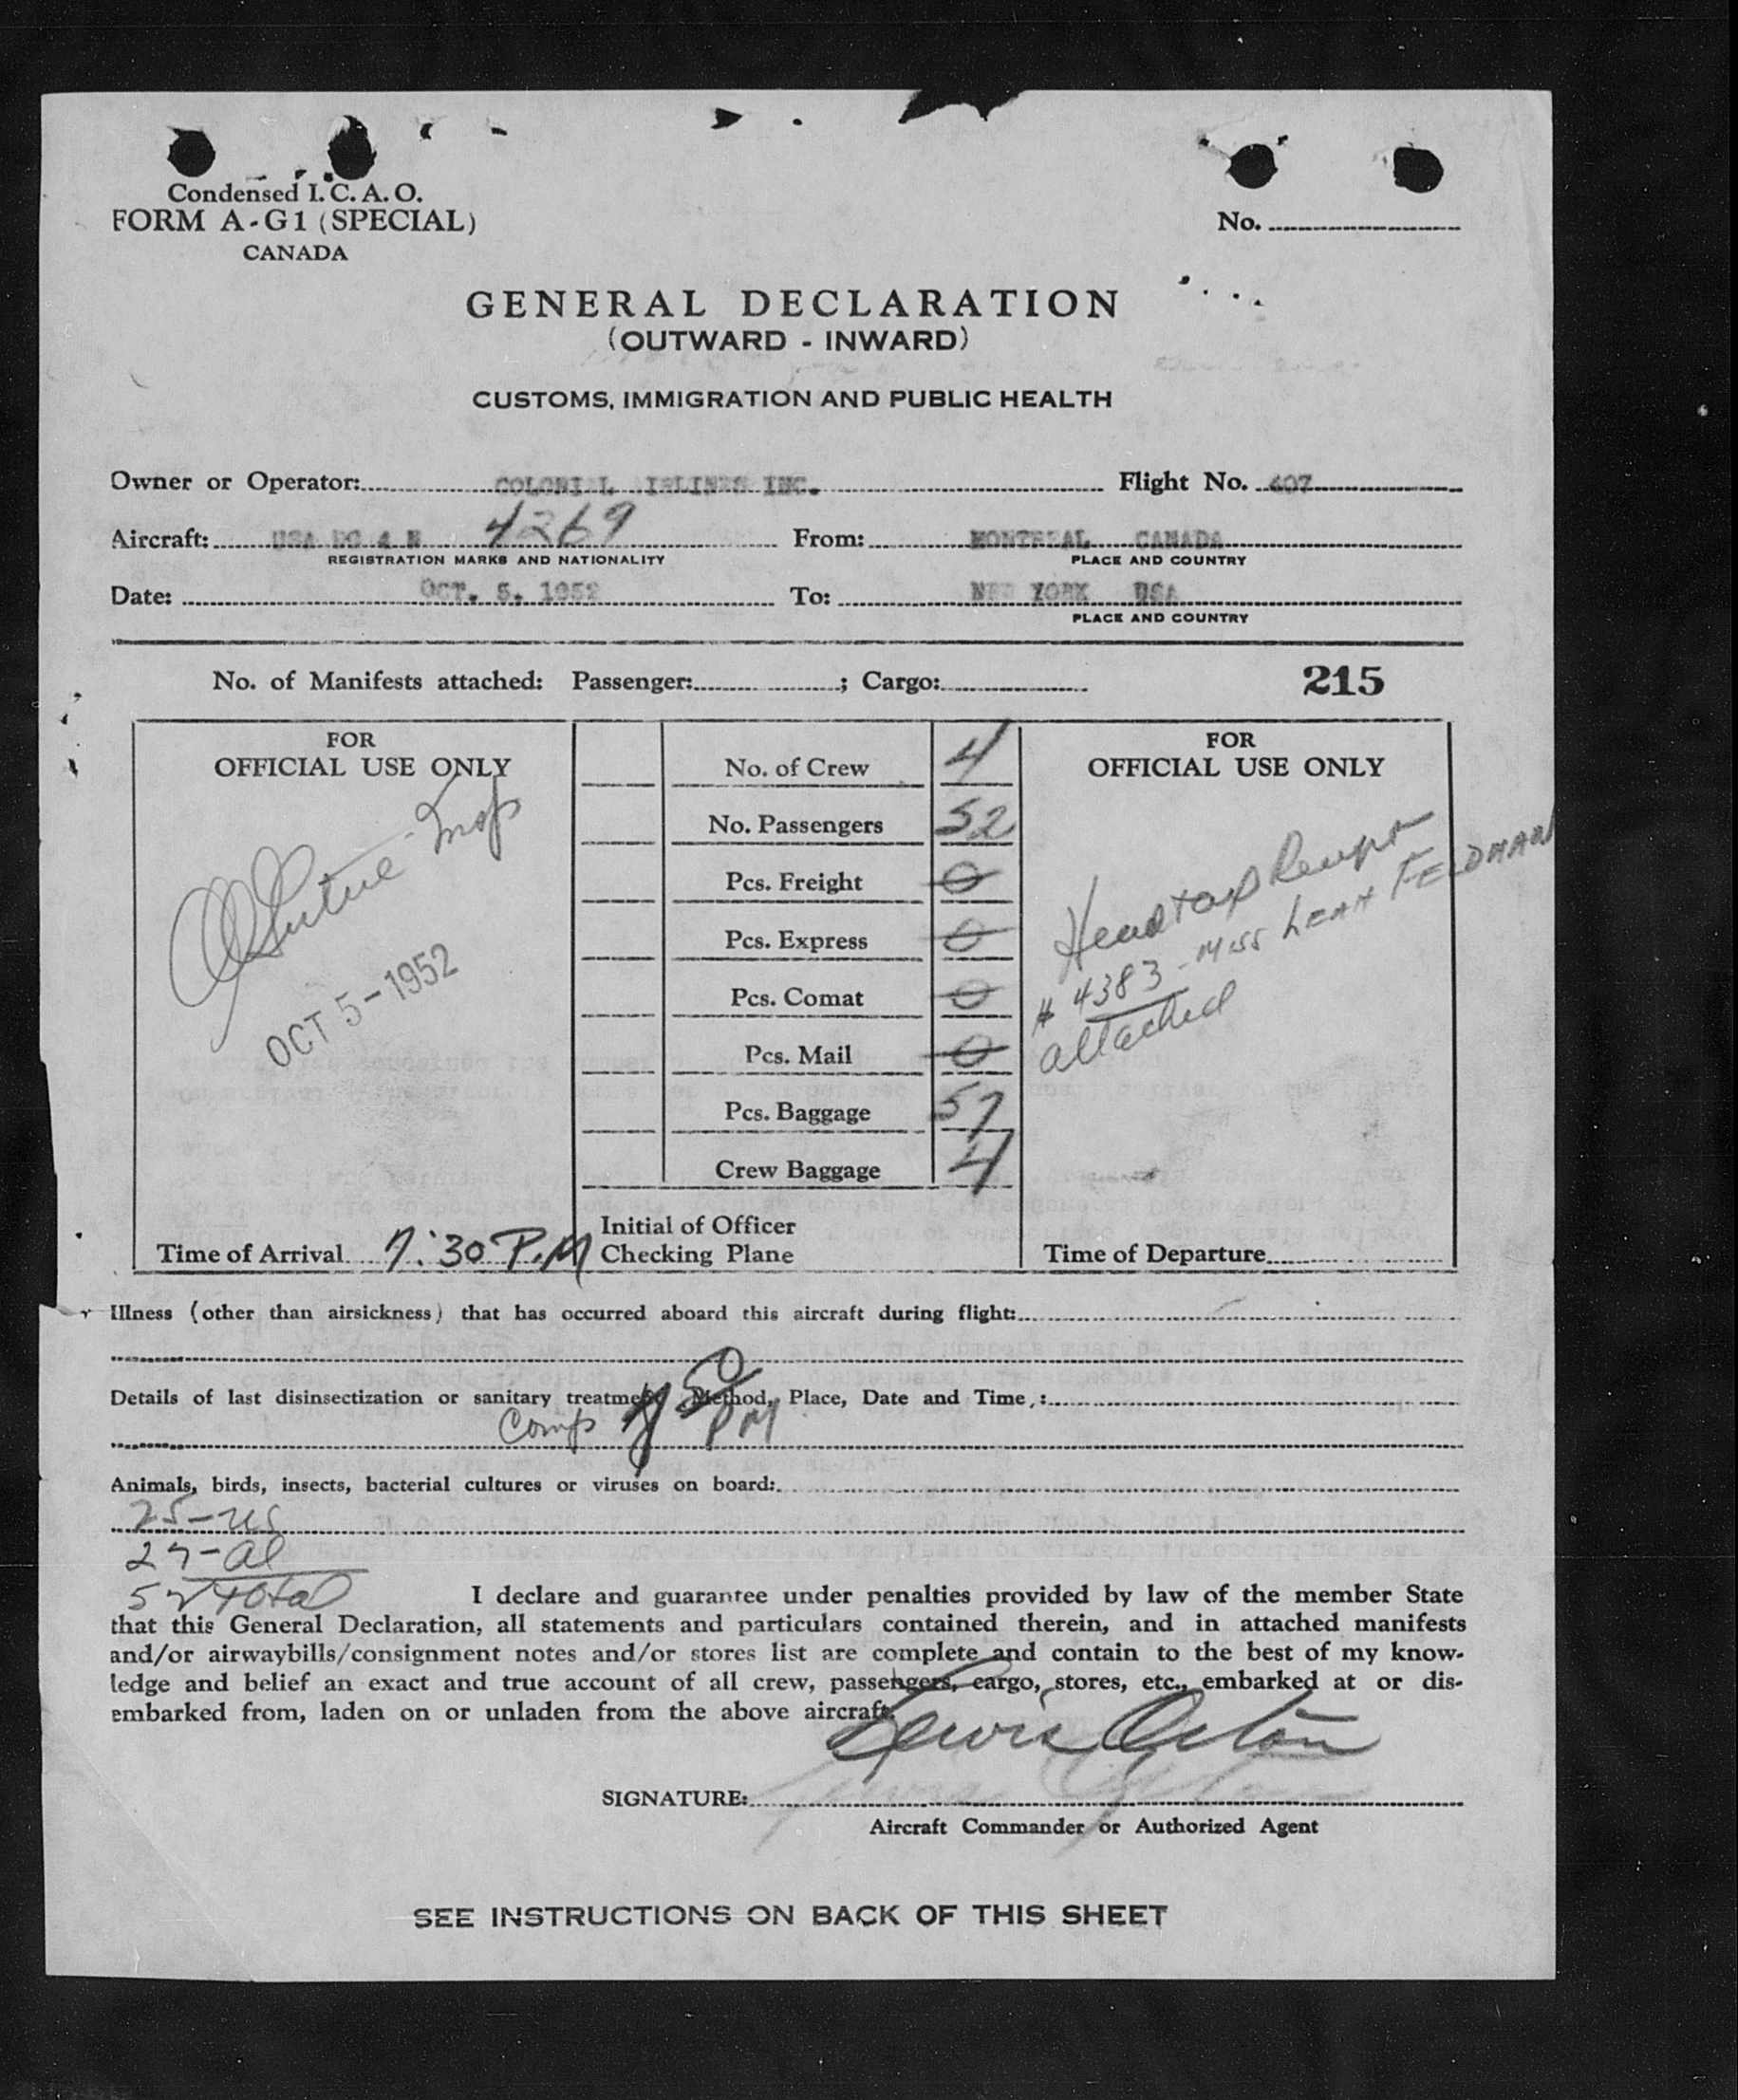 Condensed I.C.A.O.
FORM A-G1 (SPECIAL)
CANADA
No.
GENERAL DECLARATION
(OUTWARD - INWARD)
CUSTOMS, IMMIGRATION AND PUBLIC HEALTH
Owner or Operator: COLONI L IRLINES INC. Flight No. 407
Aircraft: USA DC 4 N 4269 From: MONTREAL CANADA
REGISTRATION MARKS AND NATIONALITY PLACE AND COUNTRY
Date: OCT. 5. 1952 To: NEW YORK USA
PLACE AND COUNTRY
No. of Manifests attached: Passenger: ; Cargo: 215
FOR
OFFICIAL USE ONLY
Insp
OCT 5-1952
Time of Arrival 7:30 P.M
No. of Crew 4
No. Passengers 52
Pcs. Freight 0
Pcs. Express 0
Pcs. Comat 0
Pcs. Mail 0
Pcs. Baggage 57
Crew Baggage 4
Initial of Officer
Checking Plane
FOR
OFFICIAL USE ONLY
Head tax Receipt
# 4383 - MISS LEAH FELDMAN
attached
Time of Departure
Illness (other than airsickness) that has occurred aboard this aircraft during flight:
Details of last disinsectization or sanitary treatment Method, Place, Date and Time,:
Comp 7 50 PM
Animals, birds, insects, bacterial cultures or viruses on board:
25-US
27-al
52 total
I declare and guarantee under penalties provided by law of the member State
that this General Declaration, all statements and particulars contained therein, and in attached manifests
and/or airwaybills/consignment notes and/or stores list are complete and contain to the best of my know-
ledge and belief an exact and true account of all crew, passengers, cargo, stores, etc., embarked at or dis-
embarked from, laden on or unladen from the above aircraft.
Lewis
SIGNATURE:
Aircraft Commander or Authorized Agent
SEE INSTRUCTIONS ON BACK OF THIS SHEET